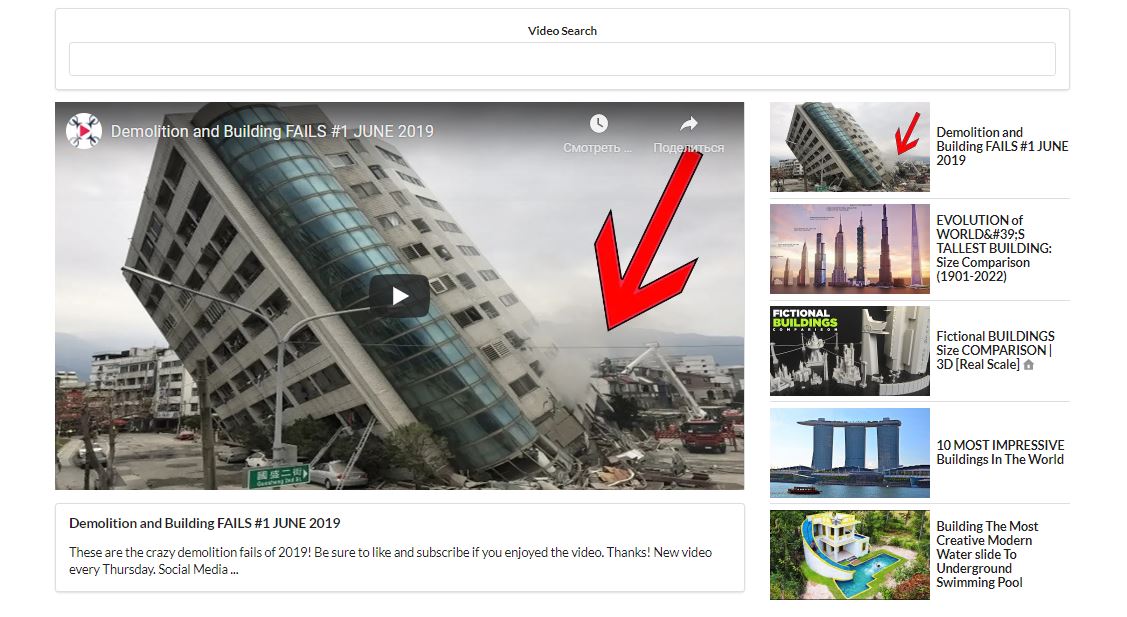 Video Search
Demolition and Building FAILS #1 JUNE 2019
Смотреть ...
Поделиться
國盛二街
Guosheng 2nd St.
Demolition and Building FAILS #1 JUNE 2019
These are the crazy demolition fails of 2019! Be sure to like and subscribe if you enjoyed the video. Thanks! New video
every Thursday. Social Media ...
Demolition and
Building FAILS #1 JUNE
2019
EVOLUTION of
WORLD&#39;S
TALLEST BUILDING:
Size Comparison
(1901-2022)
FICTIONAL
BUILDINGS
COMPARISON
Fictional BUILDINGS
Size COMPARISON |
3D [Real Scale]
10 MOST IMPRESSIVE
Buildings In The World
Building The Most
Creative Modern
Water slide To
Underground
Swimming Pool